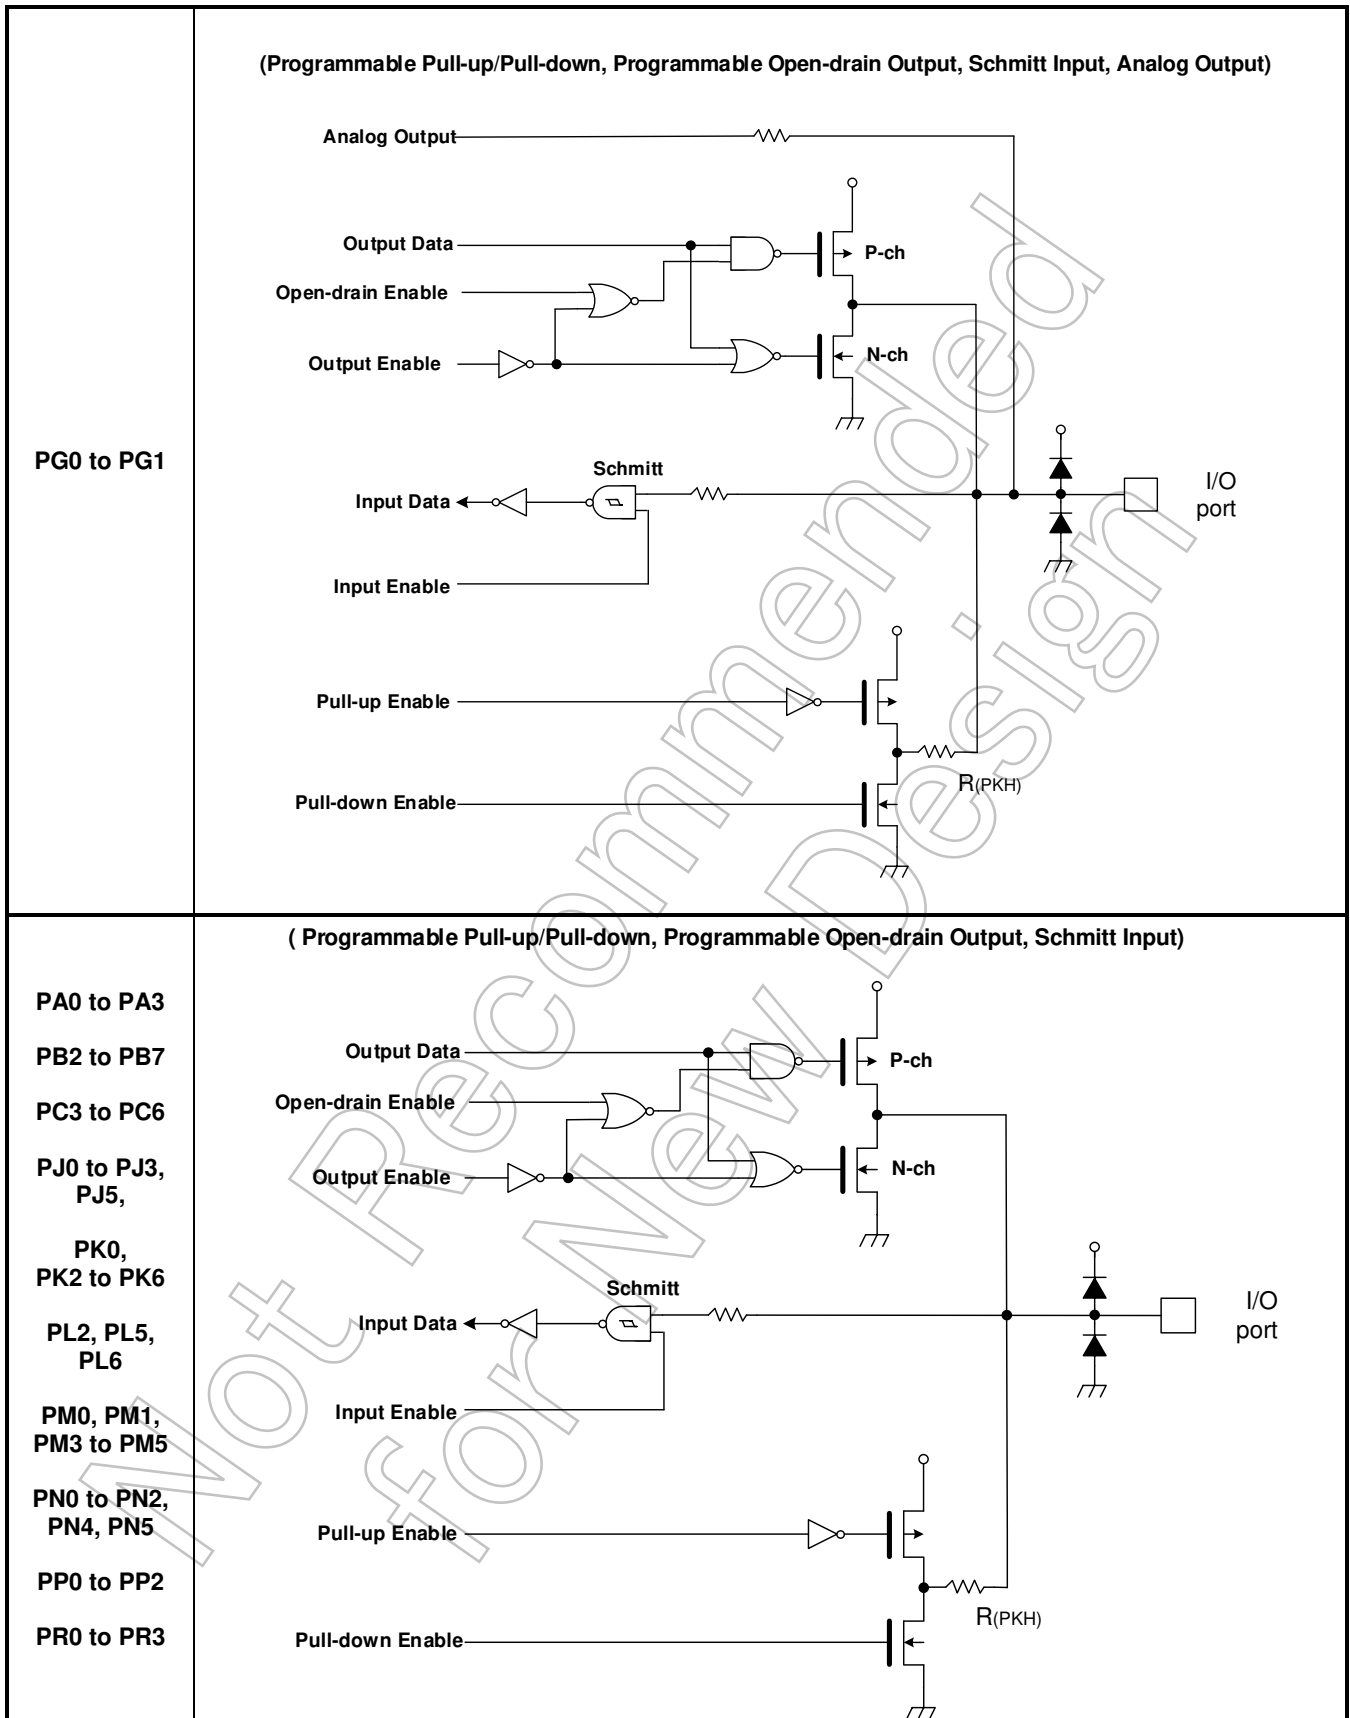 (Programmable Pull-up/Pull-down, Programmable Open-drain Output, Schmitt Input, Analog Output)
PG0 to PG1
Analog Output
Output Data
P-ch
Open-drain Enable
Output Enable
N-ch
Schmitt
Input Data
I/O
port
Input Enable
Pull-up Enable
R(PKH)
Pull-down Enable
( Programmable Pull-up/Pull-down, Programmable Open-drain Output, Schmitt Input)
PA0 to PA3
PB2 to PB7
PC3 to PC6
PJ0 to PJ3,
PJ5,
PK0,
PK2 to PK6
PL2, PL5,
PL6
PM0, PM1,
PM3 to PM5
PN0 to PN2,
PN4, PN5
PP0 to PP2
PR0 to PR3
Output Data
P-ch
Open-drain Enable
Output Enable
N-ch
Schmitt
Input Data
I/O
port
Input Enable
Pull-up Enable
R(PKH)
Pull-down Enable
Not Recommended
for New Design